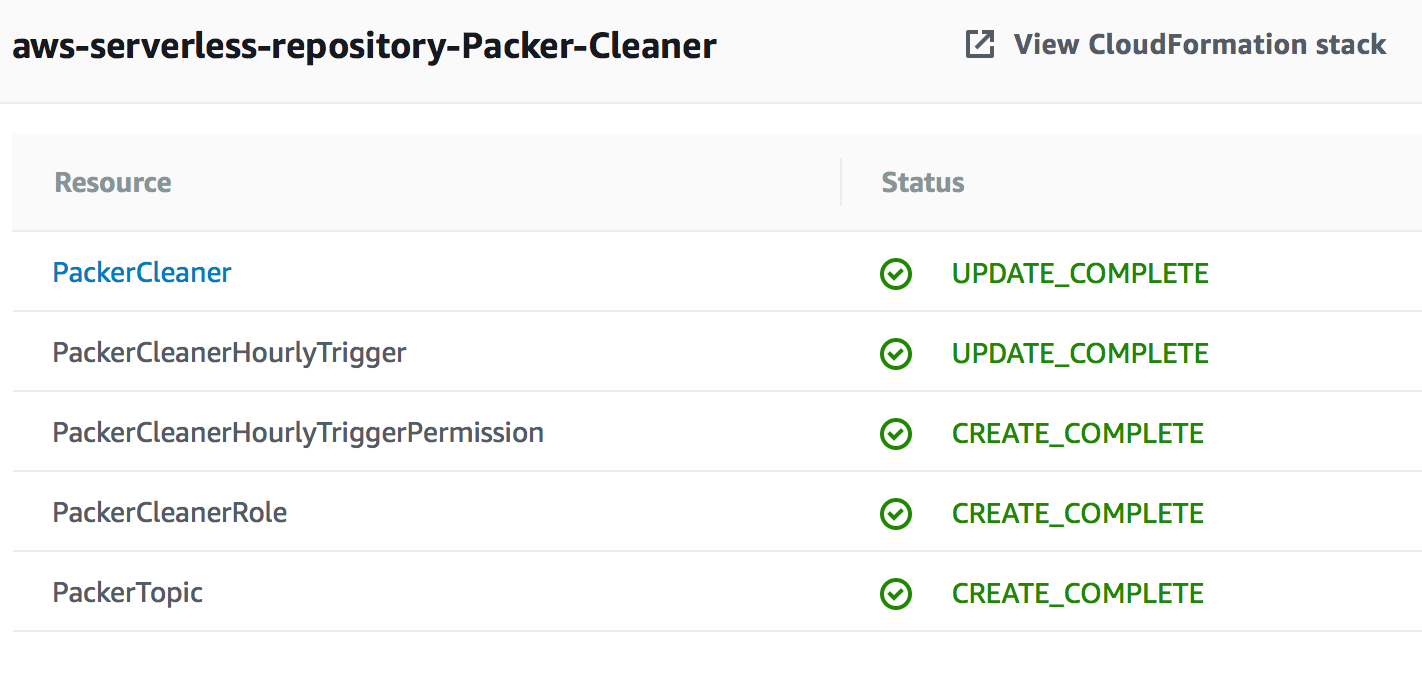 aws-serverless-repository-Packer-Cleaner View CloudFormation stack
Resource Status
PackerCleaner UPDATE_COMPLETE
PackerCleanerHourlyTrigger UPDATE_COMPLETE
PackerCleanerHourlyTriggerPermission CREATE_COMPLETE
PackerCleanerRole CREATE_COMPLETE
PackerTopic CREATE_COMPLETE